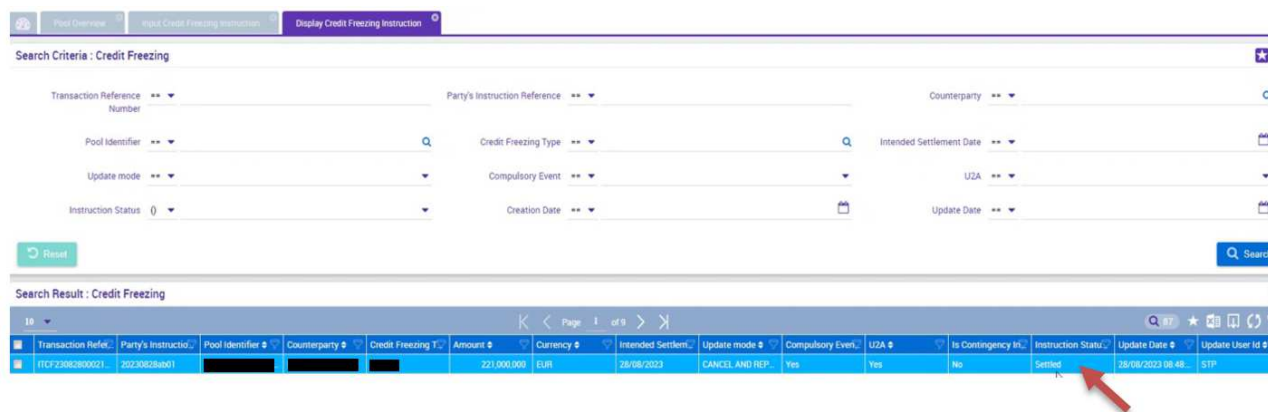 Pool Overview Input Credit Freezing Instruction Display Credit Freezing Instruction
Search Criteria : Credit Freezing
Transaction Reference Number == Party's Instruction Reference == Counterparty ==
Pool Identifier == Credit Freezing Type == Intended Settlement Date ==
Update mode == Compulsory Event == U2A ==
Instruction Status () Creation Date == Update Date ==
Reset Search
Search Result : Credit Freezing
10 Page 1 of 9 87
Transaction Refer... Party's Instructio... Pool Identifier Counterparty Credit Freezing T... Amount Currency Intended Settlem... Update mode Compulsory Even... U2A Is Contingency In... Instruction Statu... Update Date Update User Id
ITCF23082800021... 20230828ab01 221,000,000 EUR 28/08/2023 CANCEL AND REP... Yes Yes No Settled 28/08/2023 08:48... STP